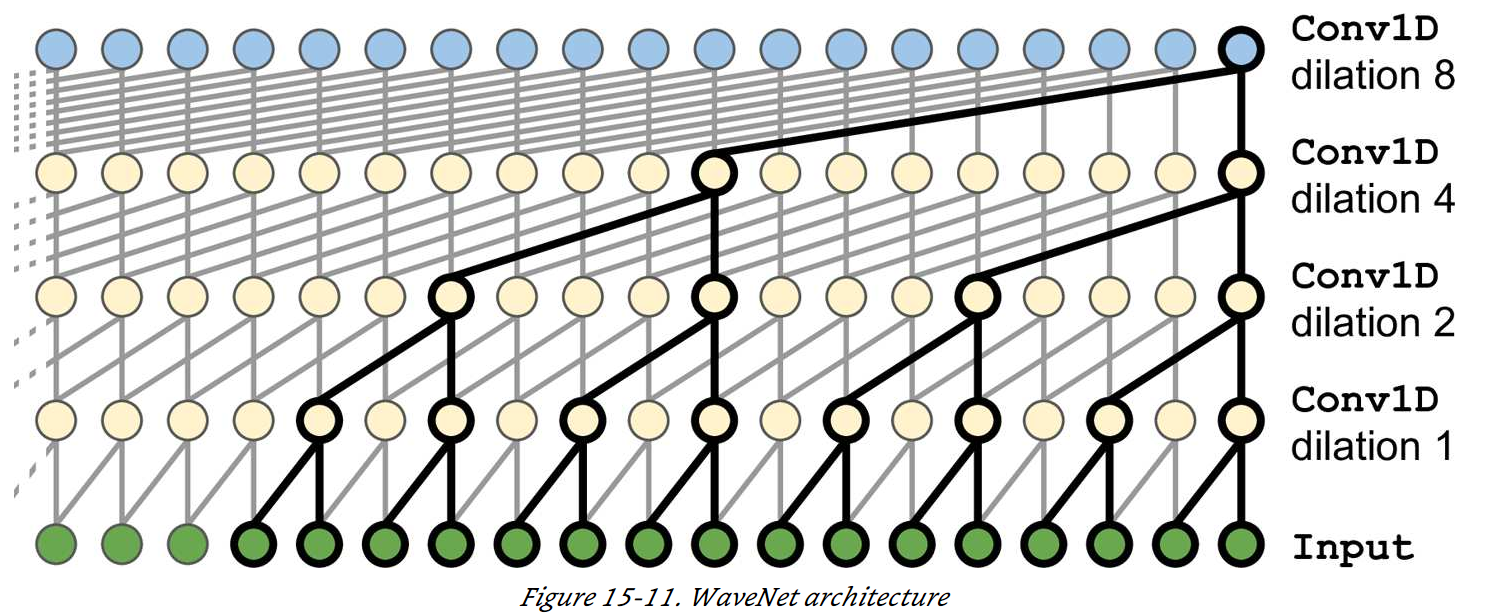 Conv1D
dilation 8
Conv1D
dilation 4
Conv1D
dilation 2
Conv1D
dilation 1
Input
Figure 15-11. WaveNet architecture